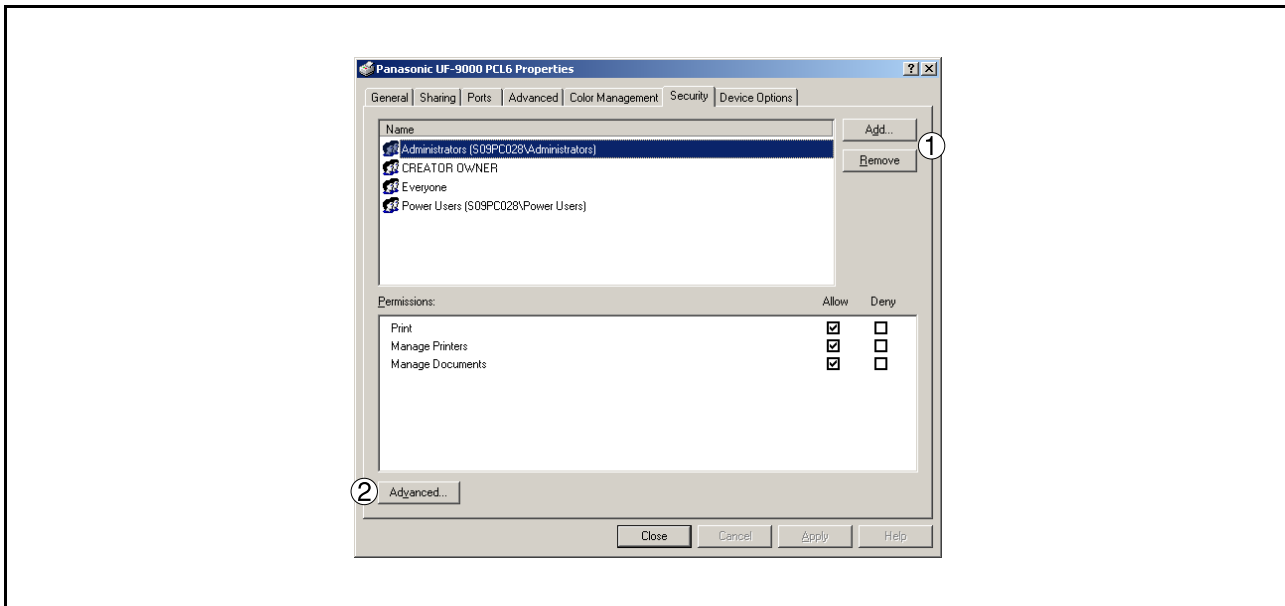 Panasonic UF-9000 PCL6 Properties
General Sharing Ports Advanced Color Management Security Device Options
Name
Add...
①
Administrators (S09PC028\Administrators)
Remove
CREATOR OWNER
Everyone
Power Users (S09PC028\Power Users)
Permissions: Allow Deny
Print
Manage Printers
Manage Documents
② Advanced...
Close Cancel Apply Help